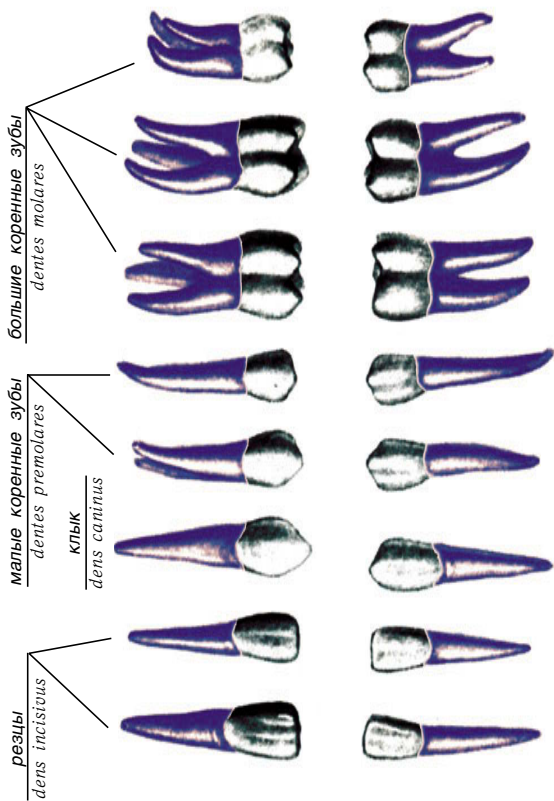 большие коренные зубы
dentes molares
малые коренные зубы
dentes premolares
клык
dens caninus
резцы
dens incisivus